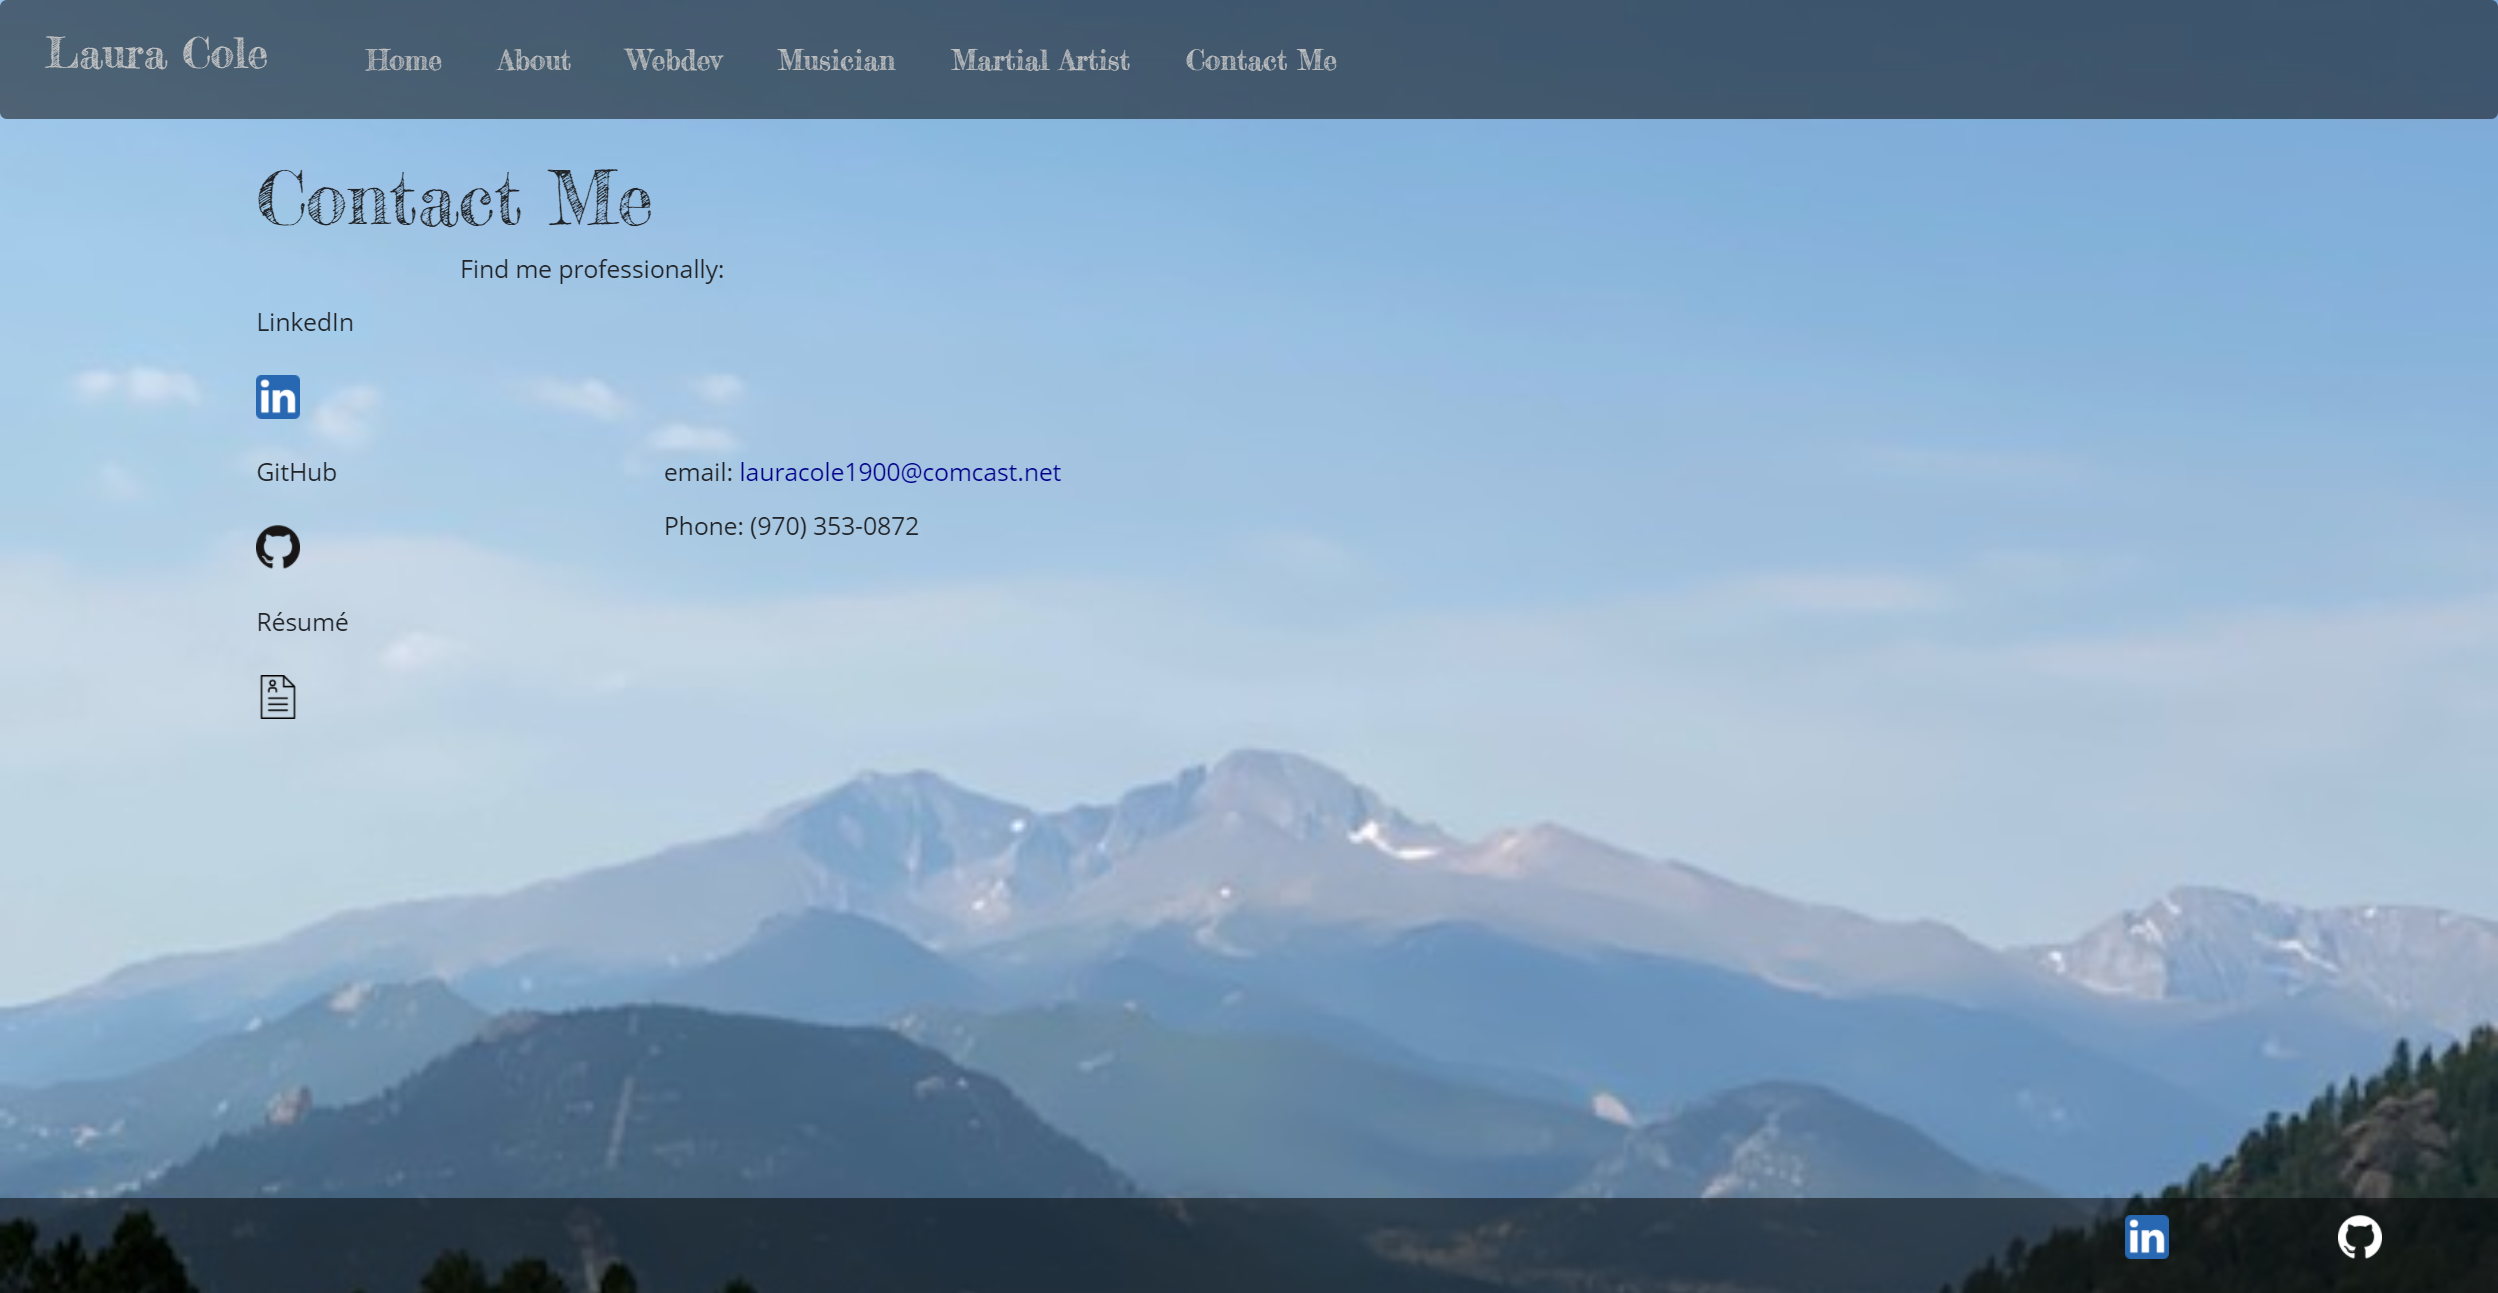 Laura Cole
Home
About
Webdev
Musician
Martial Artist
Contact Me
Contact Me
Find me professionally:
LinkedIn
in
GitHub
email: lauracole1900@comcast.net
Phone: (970) 353-0872
Résumé
in